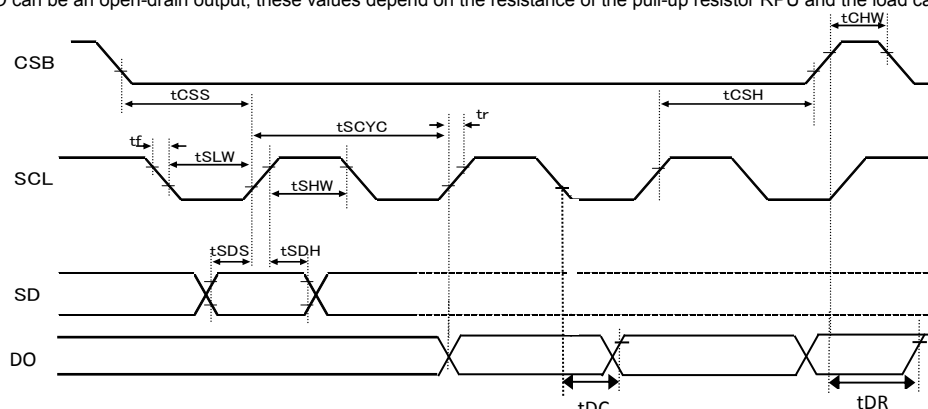 can be an open-drain output, these values depend on the resistance of the pull-up resistor RPU and the load
tCHW
CSB
tCSS
tCSH
tr
tSCYC
tf
tSLW
SCL
tSHW
tSDS
tSDH
SD
DO
tDC
tDR